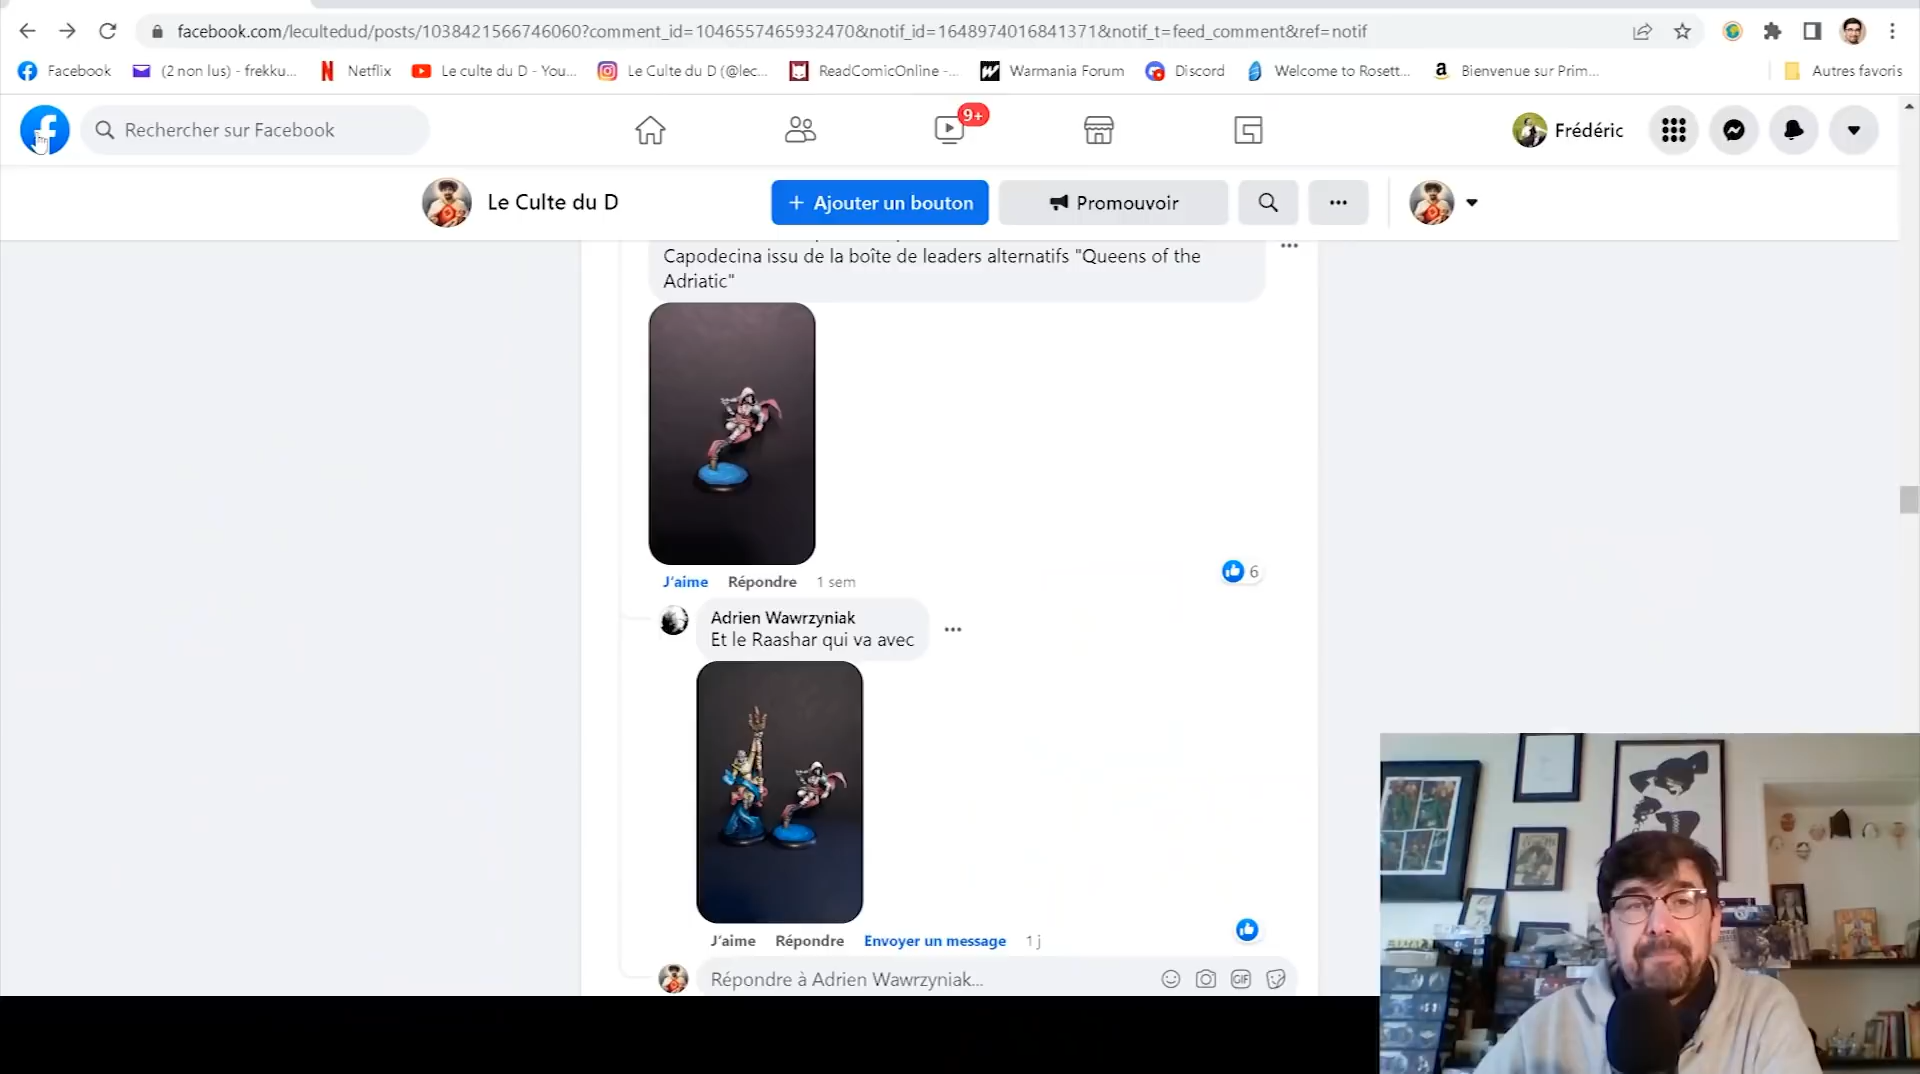 facebook.com/lecultedud/posts/1038421566746060?comment_id=1046557465932470&notif_id=1648974016841371&notif_t=feed_comment&ref=notif
Facebook
(2 non lus) - frekku...
Netflix
Le culte du D - You...
Le Culte du D (@lec...
ReadComicOnline -...
Warmania Forum
Discord
Welcome to Rosett...
Bienvenue sur Prim...
Autres favoris
Rechercher sur Facebook
9+
Frédéric
Le Culte du D
+ Ajouter un bouton
Promouvoir
Capodecina issu de la boîte de leaders alternatifs "Queens of the
Adriatic"
J'aime Répondre 1 sem
6
Adrien Wawrzyniak
Et le Raashar qui va avec
J'aime Répondre Envoyer un message 1 j
Répondre à Adrien Wawrzyniak...
GIF